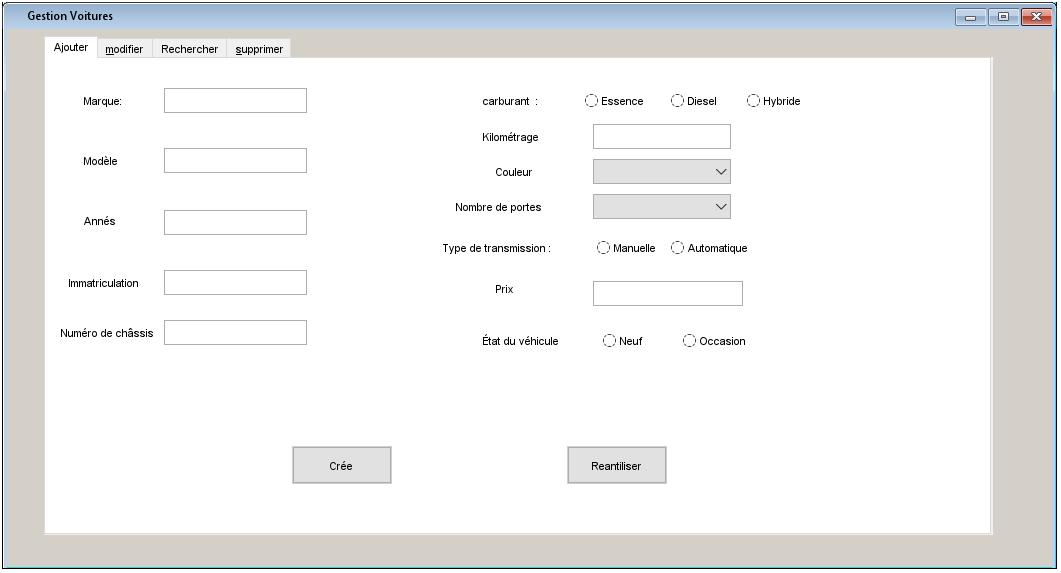 Gestion Voitures
Ajouter modifier Rechercher supprimer
Marque:
Modèle
Annés
Immatriculation
Numéro de châssis
carburant : Essence Diesel Hybride
Kilométrage
Couleur
Nombre de portes
Type de transmission : Manuelle Automatique
Prix
État du véhicule Neuf Occasion
Crée Reantiliser